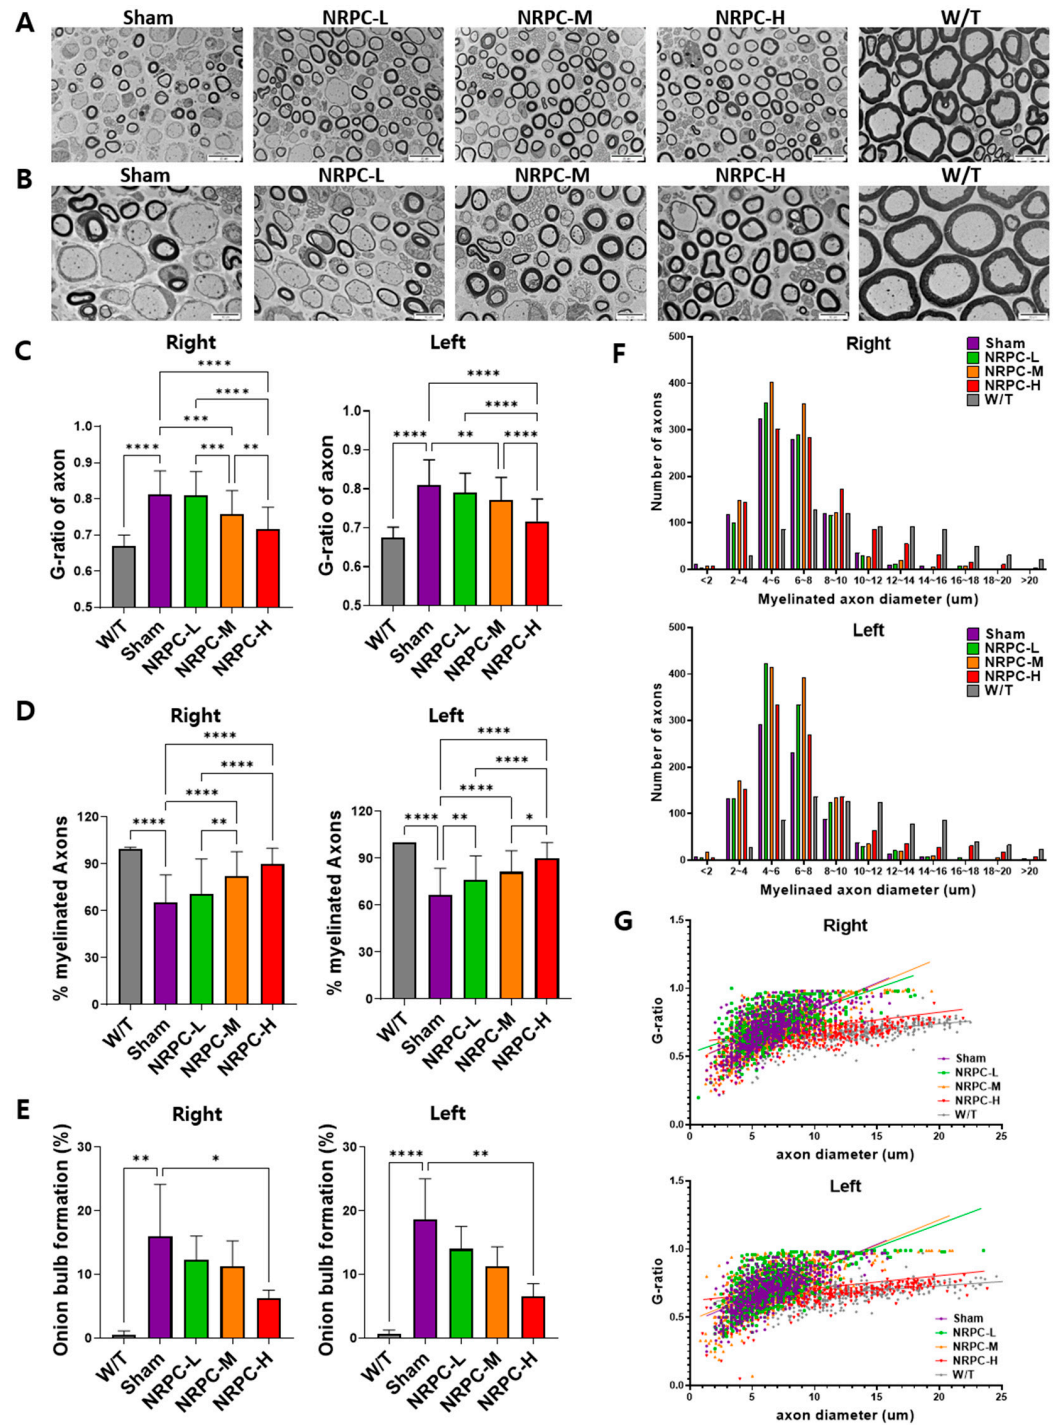 A
Sham
NRPC-L
NRPC-M
NRPC-H
W/T
B
Sham
NRPC-L
NRPC-M
NRPC-H
W/T
C
Right
G-ratio of axon
1.0
0.9
0.8
0.7
0.6
0.5
****
****
***
****
***
**
W/T
Sham
NRPC-L
NRPC-M
NRPC-H
Left
G-ratio of axon
1.0
0.9
0.8
0.7
0.6
0.5
****
****
****
**
****
W/T
Sham
NRPC-L
NRPC-M
NRPC-H
D
Right
% myelinated Axons
120
90
60
30
0
****
****
****
****
**
W/T
Sham
NRPC-L
NRPC-M
NRPC-H
Left
% myelinated Axons
120
90
60
30
0
****
****
****
****
**
*
W/T
Sham
NRPC-L
NRPC-M
NRPC-H
E
Right
Onion bulb formation (%)
30
20
10
0
**
*
W/T
Sham
NRPC-L
NRPC-M
NRPC-H
Left
Onion bulb formation (%)
30
20
10
0
****
**
W/T
Sham
NRPC-L
NRPC-M
NRPC-H
F
Right
Number of axons
500
400
300
200
100
0
Sham
NRPC-L
NRPC-M
NRPC-H
W/T
<2 2~4 4~6 6~8 8~10 10~12 12~14 14~16 16~18 18~20 >20
Myelinated axon diameter (um)
Left
Number of axons
500
400
300
200
100
0
Sham
NRPC-L
NRPC-M
NRPC-H
W/T
<2 2~4 4~6 6~8 8~10 10~12 12~14 14~16 16~18 18~20 >20
Myelinaed axon diameter (um)
G
Right
G-ratio
1.5
1.0
0.5
0.0
Sham
NRPC-L
NRPC-M
NRPC-H
W/T
0 5 10 15 20 25
axon diameter (um)
Left
G-ratio
1.5
1.0
0.5
0.0
Sham
NRPC-L
NRPC-M
NRPC-H
W/T
0 5 10 15 20 25
axon diameter (um)